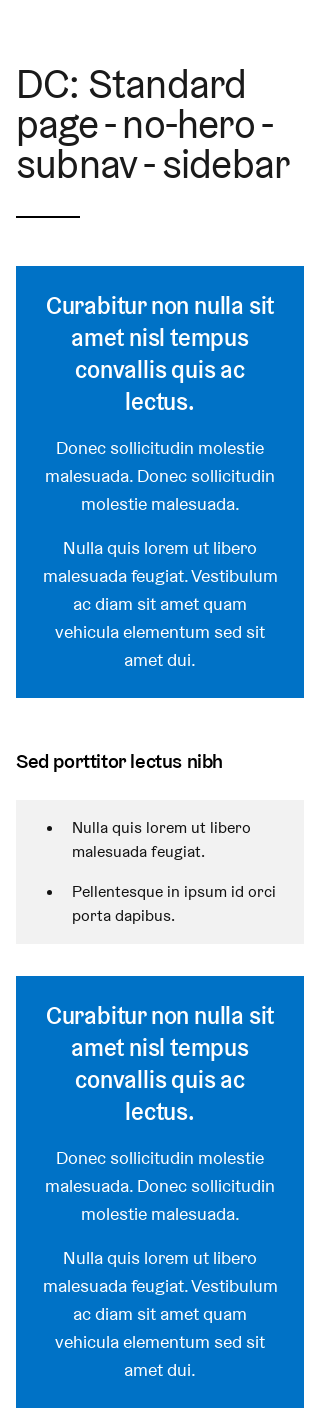 DC: Standard
page - no-hero -
subnav - sidebar
Curabitur non nulla sit
amet nisl tempus
convallis quis ac
lectus.
Donec sollicitudin molestie
malesuada. Donec sollicitudin
molestie malesuada.
Nulla quis lorem ut libero
malesuada feugiat. Vestibulum
ac diam sit amet quam
vehicula elementum sed sit
amet dui.
Sed porttitor lectus nibh
• Nulla quis lorem ut libero
malesuada feugiat.
• Pellentesque in ipsum id orci
porta dapibus.
Curabitur non nulla sit
amet nisl tempus
convallis quis ac
lectus.
Donec sollicitudin molestie
malesuada. Donec sollicitudin
molestie malesuada.
Nulla quis lorem ut libero
malesuada feugiat. Vestibulum
ac diam sit amet quam
vehicula elementum sed sit
amet dui.